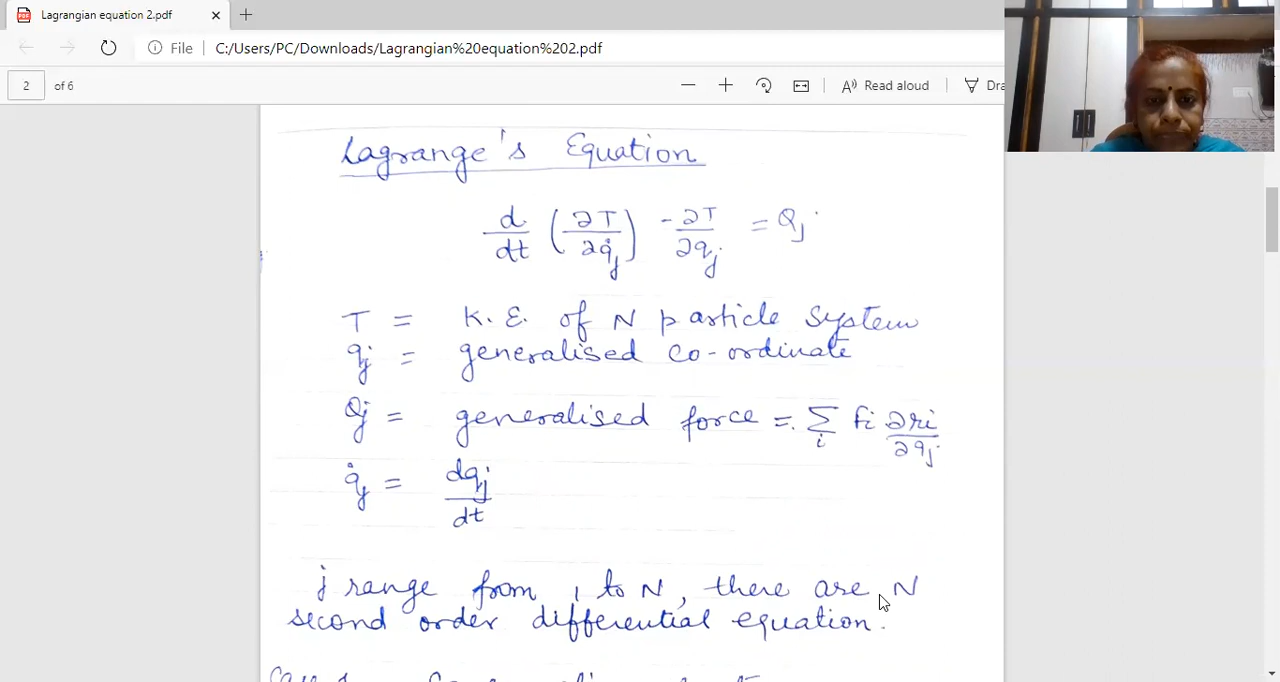 Lagrangian equation 2.pdf
File C:/Users/PC/Downloads/Lagrangian%20equation%202.pdf
2 of 6 Read aloud Dra
Lagrange's Equation
d/dt (∂T/∂q̇j) - ∂T/∂qj = Qj
T = K.E. of N particle system
qj = generalised co-ordinate
Qj = generalised force = Σi Fi ∂ri/∂qj
q̇j = dqj/dt
j range from 1 to N, there are N
second order differential equation.